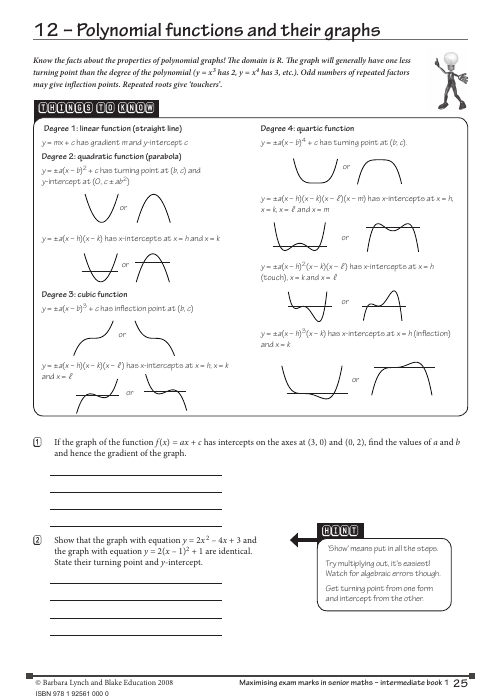 12 – Polynomial functions and their graphs
Know the facts about the properties of polynomial graphs! The domain is R. The graph will generally have one less
turning point than the degree of the polynomial (y = x³ has 2, y = x⁴ has 3, etc.). Odd numbers of repeated factors
may give inflection points. Repeated roots give 'touchers'.
THINGS TO KNOW
Degree 1: linear function (straight line)
y = mx + c has gradient m and y-intercept c
Degree 2: quadratic function (parabola)
y = ±a(x – b)² + c has turning point at (b, c) and
y-intercept at (0, c ± ab²)
or
y = ±a(x – h)(x – k) has x-intercepts at x = h and x = k
or
Degree 3: cubic function
y = ±a(x – b)³ + c has inflection point at (b, c)
or
y = ±a(x – h)(x – k)(x – ℓ) has x-intercepts at x = h, x = k
and x = ℓ
or
Degree 4: quartic function
y = ±a(x – b)⁴ + c has turning point at (b, c).
or
y = ±a(x – h)(x – k)(x – ℓ)(x – m) has x-intercepts at x = h,
x = k, x = ℓ and x = m
or
y = ±a(x – h)²(x – k)(x – ℓ) has x-intercepts at x = h
(touch), x = k and x = ℓ
or
y = ±a(x – h)³(x – k) has x-intercepts at x = h (inflection)
and x = k
or
1 If the graph of the function f(x) = ax + c has intercepts on the axes at (3, 0) and (0, 2), find the values of a and b
and hence the gradient of the graph.
2 Show that the graph with equation y = 2x² – 4x + 3 and
the graph with equation y = 2(x – 1)² + 1 are identical.
State their turning point and y-intercept.
HINT
'Show' means put in all the steps.
Try multiplying out, it's easiest!
Watch for algebraic errors though.
Get turning point from one form
and intercept from the other.
© Barbara Lynch and Blake Education 2008
Maximising exam marks in senior maths – intermediate book 1 25
ISBN 978 1 92561 000 0